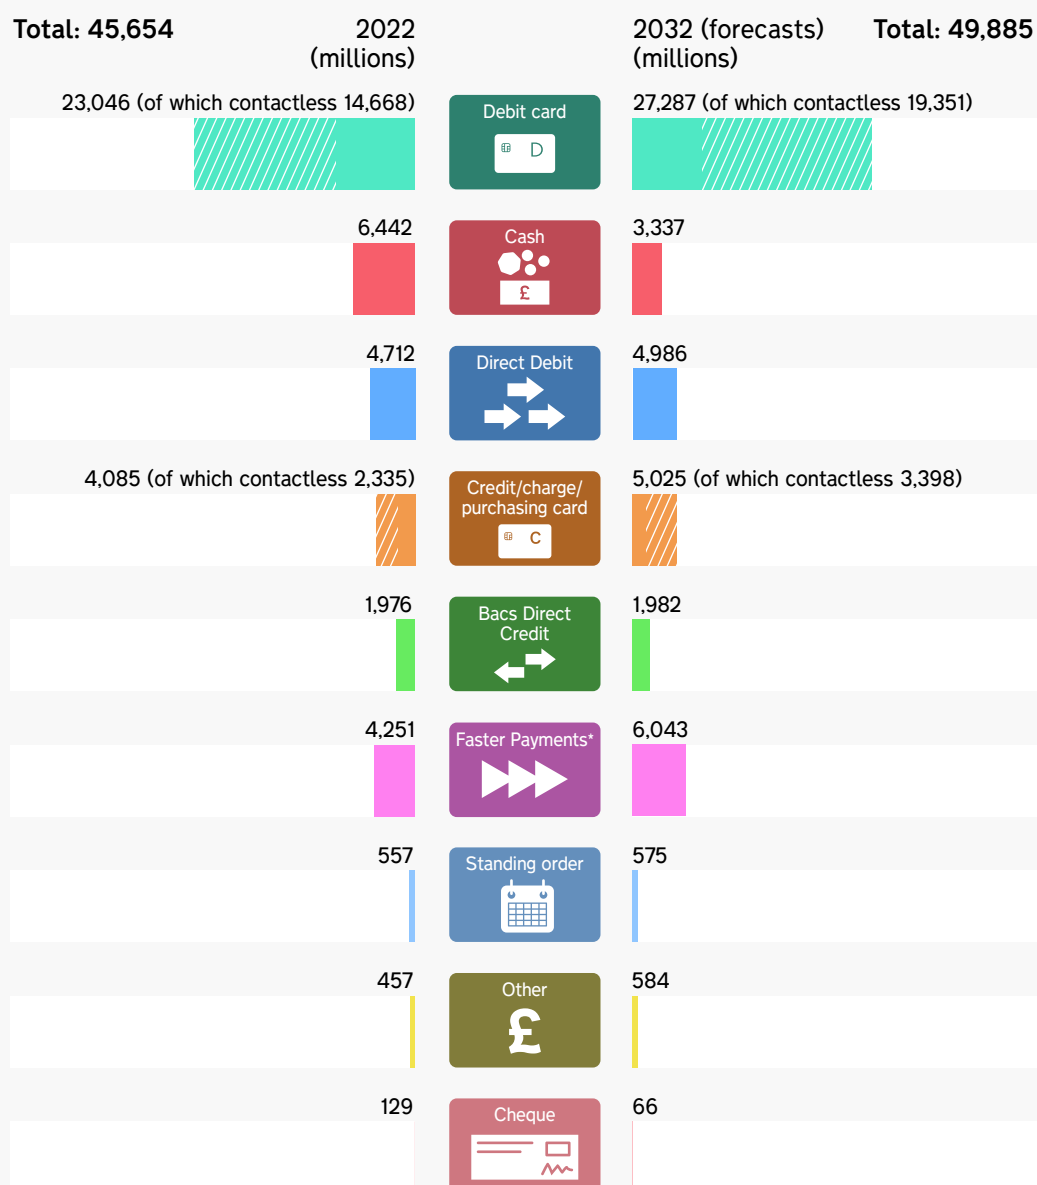 Total: 45,654
2022
(millions)
2032 (forecasts)
(millions)
Total: 49,885
23,046 (of which contactless 14,668)
Debit card
D
27,287 (of which contactless 19,351)
6,442
Cash
£
3,337
4,712
Direct Debit
4,986
4,085 (of which contactless 2,335)
Credit/charge/
purchasing card
C
5,025 (of which contactless 3,398)
1,976
Bacs Direct
Credit
1,982
4,251
Faster Payments*
6,043
557
Standing order
575
457
Other
£
584
129
Cheque
66